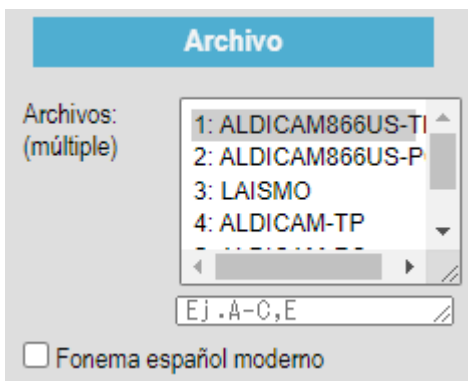 Archivo
Archivos:
(múltiple)
1: ALDICAM866US-T
2: ALDICAM866US-P
3: LAISMO
4: ALDICAM-TP
Ej.A-C,E
Fonema español moderno